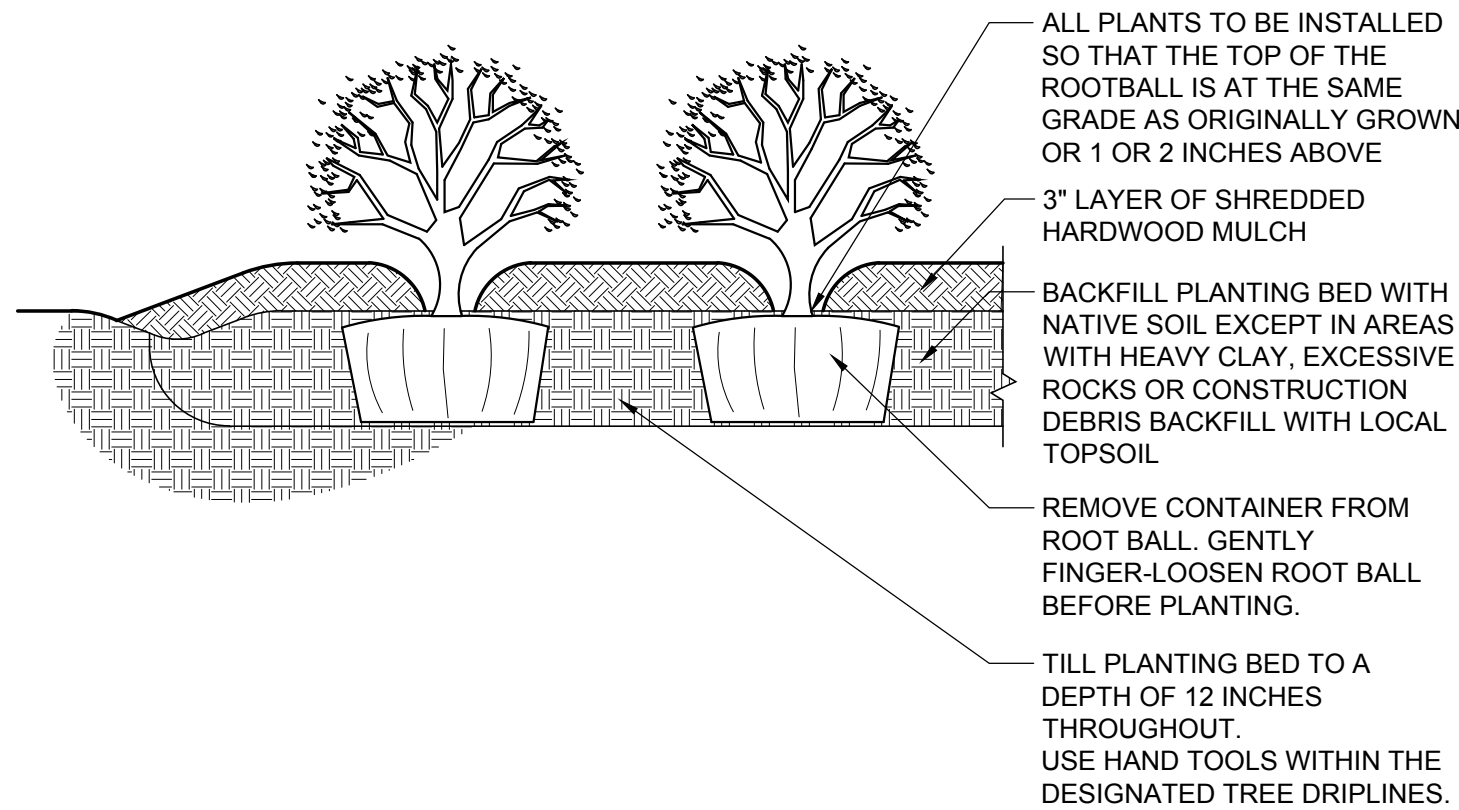 ALL PLANTS TO BE INSTALLED
SO THAT THE TOP OF THE
ROOTBALL IS AT THE SAME
GRADE AS ORIGINALLY GROWN
OR 1 OR 2 INCHES ABOVE
3" LAYER OF SHREDDED
HARDWOOD MULCH
BACKFILL PLANTING BED WITH
NATIVE SOIL EXCEPT IN AREAS
WITH HEAVY CLAY, EXCESSIVE
ROCKS OR CONSTRUCTION
DEBRIS BACKFILL WITH LOCAL
TOPSOIL
REMOVE CONTAINER FROM
ROOT BALL. GENTLY
FINGER-LOOSEN ROOT BALL
BEFORE PLANTING.
TILL PLANTING BED TO A
DEPTH OF 12 INCHES
THROUGHOUT.
USE HAND TOOLS WITHIN THE
DESIGNATED TREE DRIPLINES.